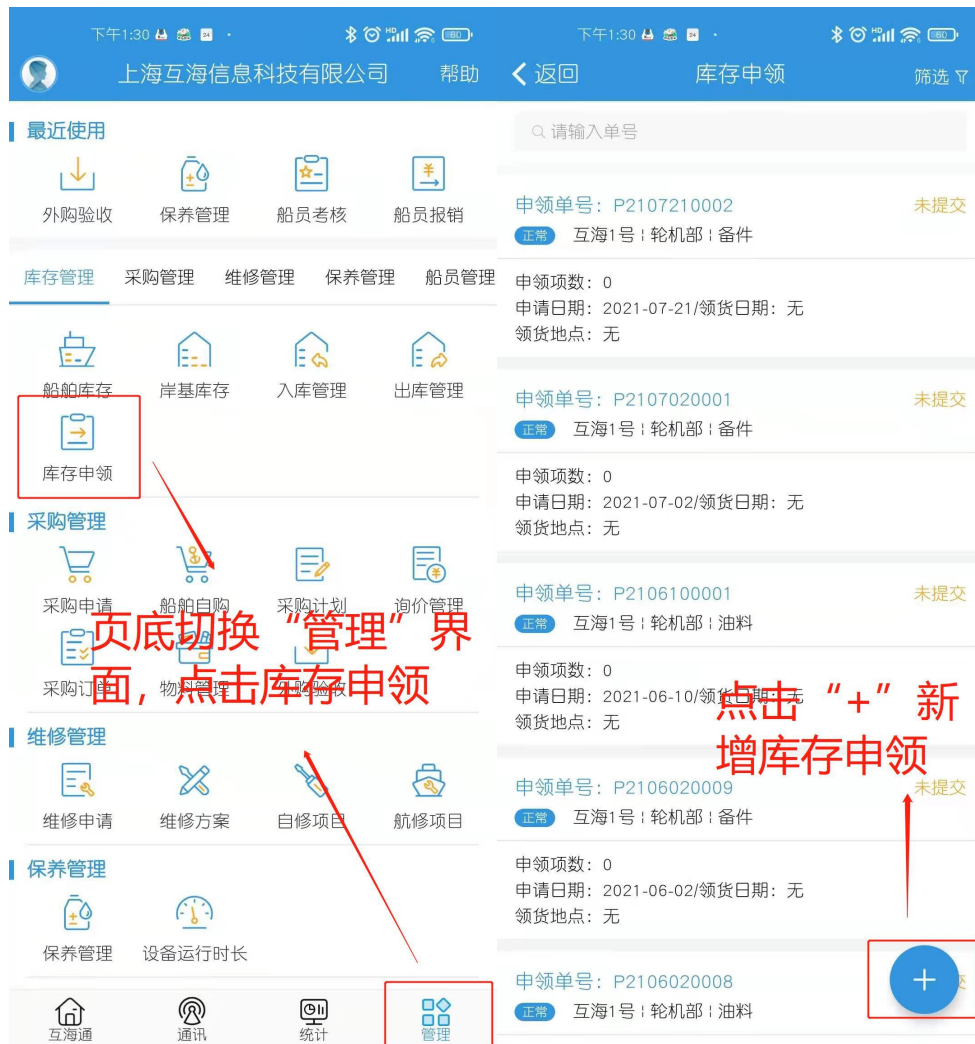 下午1:30
24
HD
60
上海互海信息科技有限公司
帮助
最近使用
外购验收
保养管理
船员考核
船员报销
库存管理
采购管理
维修管理
保养管理
船员管理
船舶库存
岸基库存
入库管理
出库管理
库存申领
采购管理
采购申请
船舶自购
采购计划
询价管理
采购订单
物料管理
外购验收
页底切换“管理”界
面，点击库存申领
维修管理
维修申请
维修方案
自修项目
航修项目
保养管理
保养管理
设备运行时长
互海通
通讯
统计
管理
下午1:30
24
HD
60
返回
库存申领
筛选
请输入单号
申领单号：P2107210002
未提交
正常
互海1号¦轮机部¦备件
申领项数：0
申请日期：2021-07-21/领货日期：无
领货地点：无
申领单号：P2107020001
未提交
正常
互海1号¦轮机部¦备件
申领项数：0
申请日期：2021-07-02/领货日期：无
领货地点：无
申领单号：P2106100001
未提交
正常
互海1号¦轮机部¦油料
申领项数：0
申请日期：2021-06-10/领货日期：无
领货地点：无
点击“+”新
增库存申领
申领单号：P2106020009
未提交
正常
互海1号¦轮机部¦备件
申领项数：0
申请日期：2021-06-02/领货日期：无
领货地点：无
申领单号：P2106020008
正常
互海1号¦轮机部¦油料